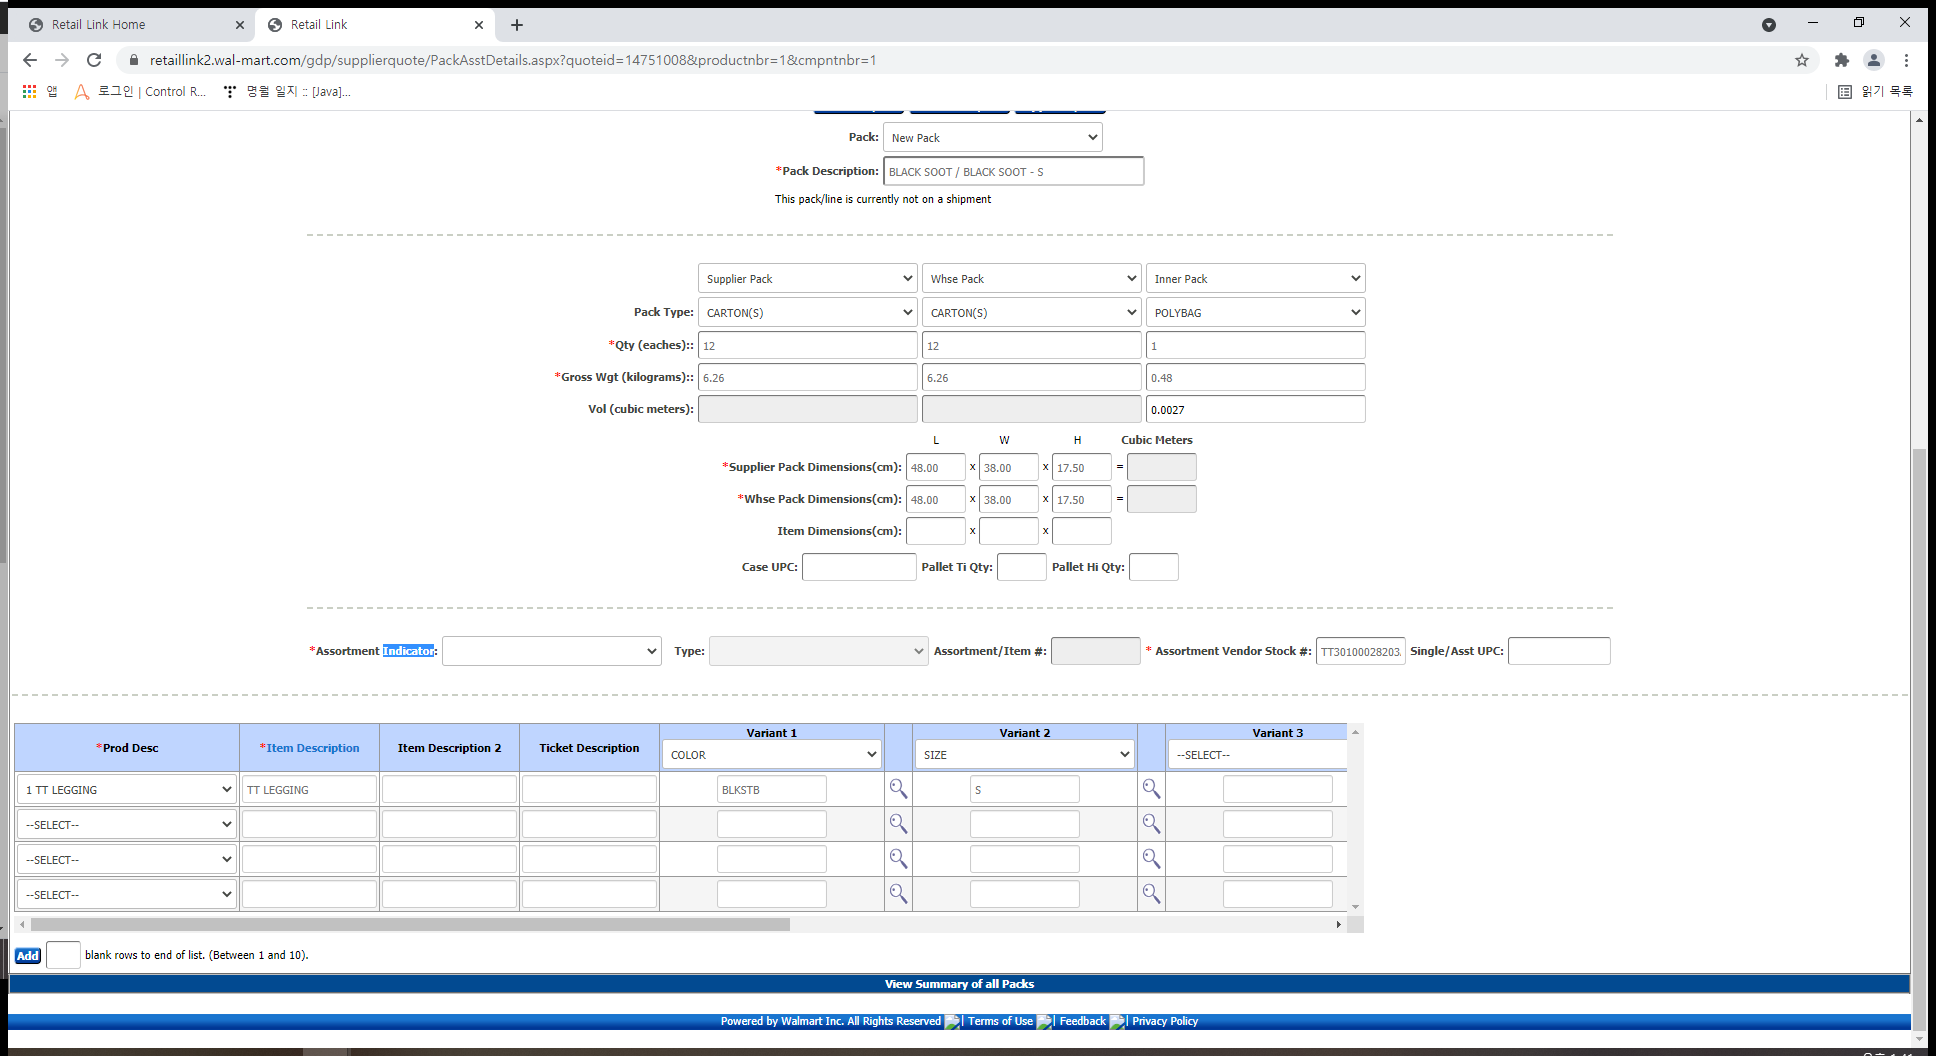 Retail Link Home
Retail Link
retaillink2.wal-mart.com/gdp/supplierquote/PackAsstDetails.aspx?quoteid=14751008&productnbr=1&cmpntnbr=1
앱 로그인 | Control R... 명월 일지 :: [Java]... 읽기 목록
Pack: New Pack
*Pack Description: BLACK SOOT / BLACK SOOT - S
This pack/line is currently not on a shipment
Supplier Pack Whse Pack Inner Pack
Pack Type: CARTON(S) CARTON(S) POLYBAG
*Qty (eaches):: 12 12 1
*Gross Wgt (kilograms):: 6.26 6.26 0.48
Vol (cubic meters): 0.0027
L W H Cubic Meters
*Supplier Pack Dimensions(cm): 48.00 x 38.00 x 17.50 =
*Whse Pack Dimensions(cm): 48.00 x 38.00 x 17.50 =
Item Dimensions(cm): x x
Case UPC: Pallet Ti Qty: Pallet Hi Qty:
*Assortment Indicator: Type: Assortment/Item #: * Assortment Vendor Stock #: TT30100028203 Single/Asst UPC:
*Prod Desc *Item Description Item Description 2 Ticket Description Variant 1 Variant 2 Variant 3
COLOR SIZE --SELECT--
1 TT LEGGING TT LEGGING BLKSTB S
--SELECT--
--SELECT--
--SELECT--
Add blank rows to end of list. (Between 1 and 10).
View Summary of all Packs
Powered by Walmart Inc. All Rights Reserved | Terms of Use | Feedback | Privacy Policy